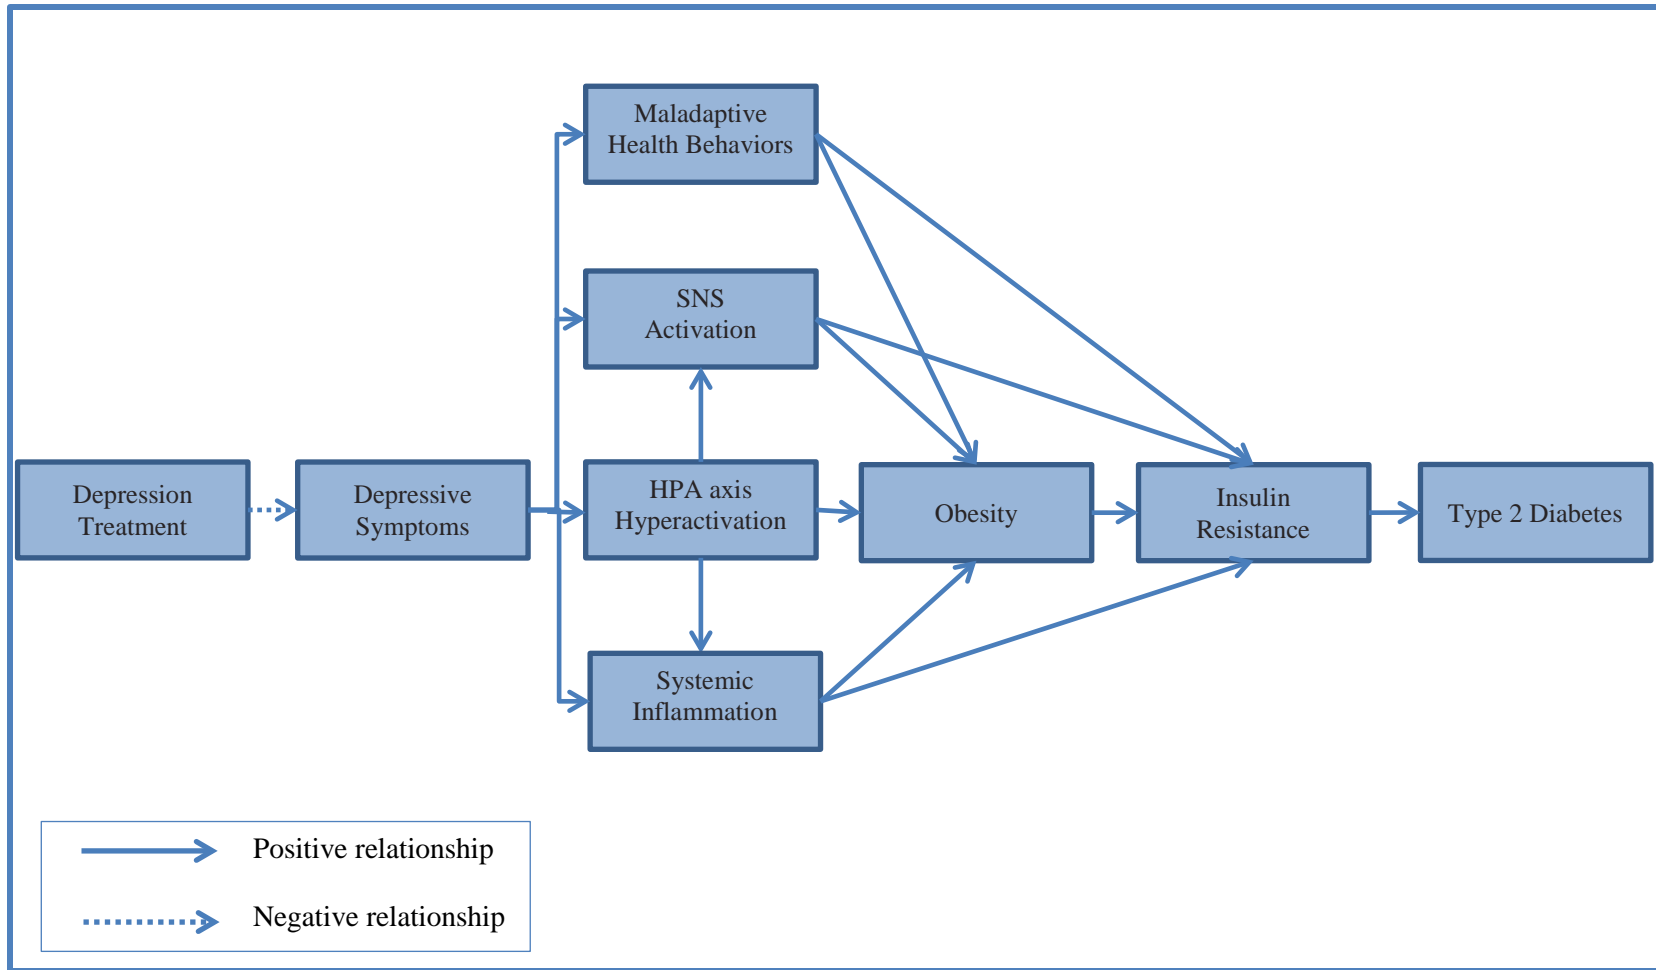 Maladaptive
Health Behaviors
SNS
Activation
Depression
Treatment
Depressive
Symptoms
HPA axis
Hyperactivation
Obesity
Insulin
Resistance
Type 2 Diabetes
Systemic
Inflammation
Positive relationship
Negative relationship